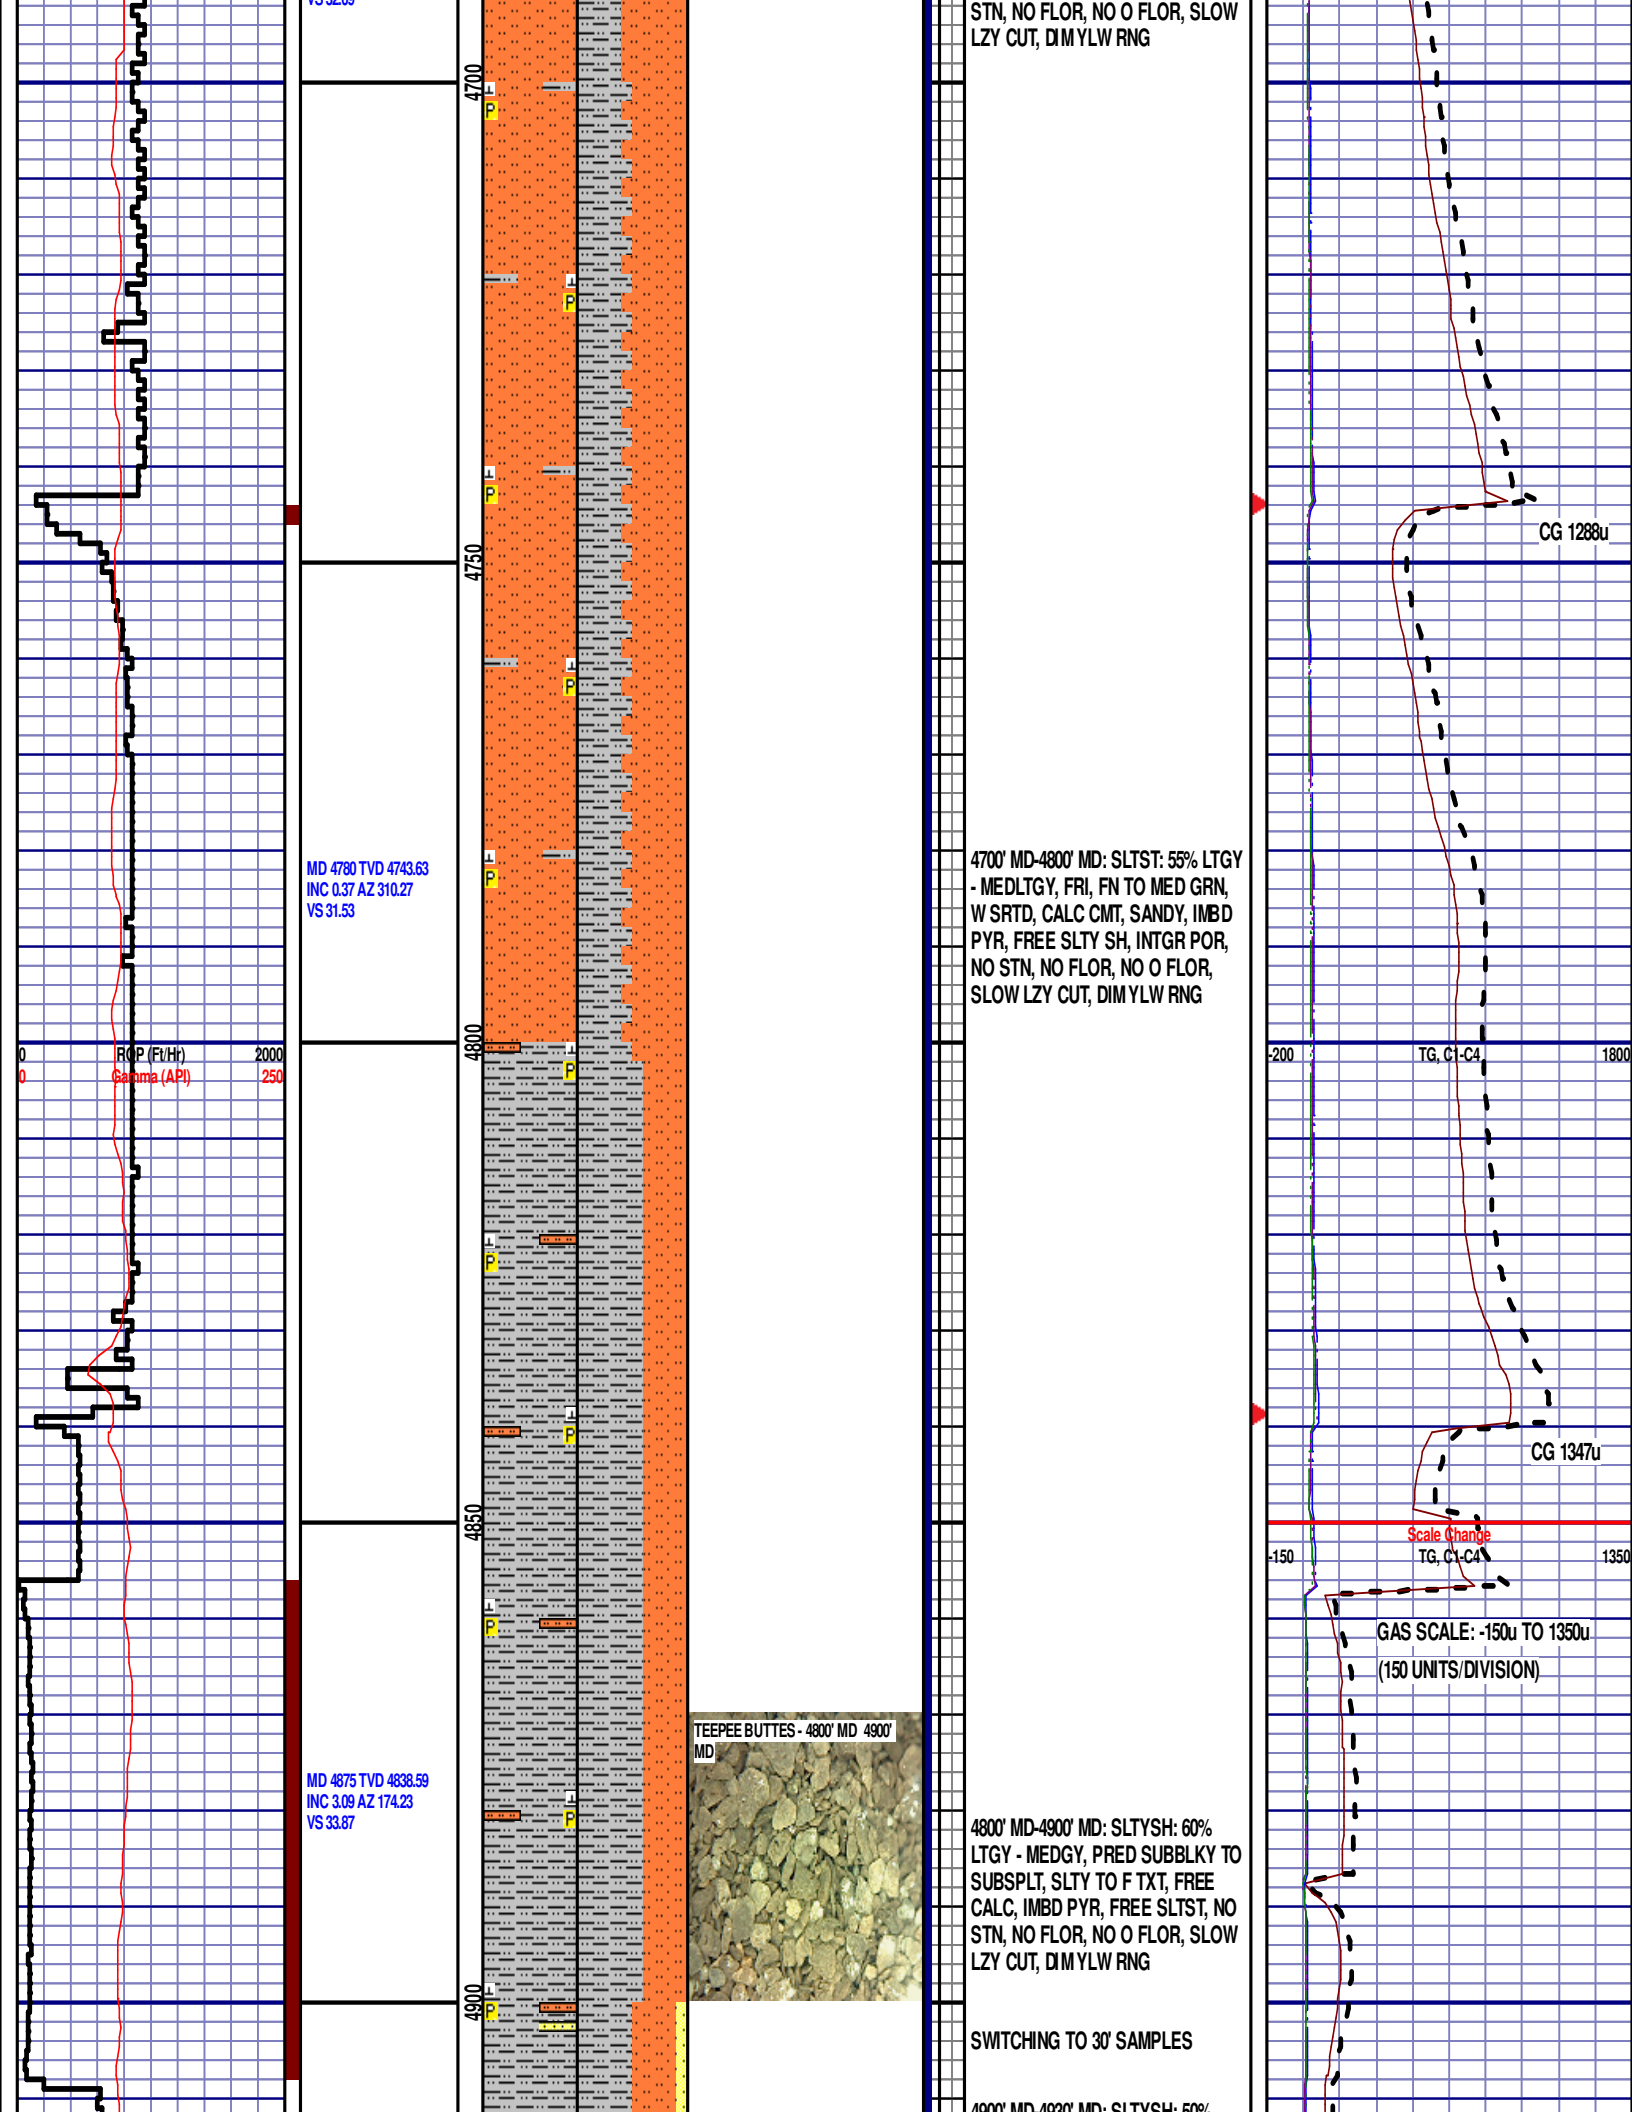 STN, NO FLOR, NO O FLOR, SLOW
LZY CUT, DIM YLW RNG
4700
P
P
CG 1288u
P
4750
P
MD 4780 TVD 4743.63
INC 0.37 AZ 310.27
VS 31.53
P
4700' MD-4800' MD: SLTST: 55% LTGY
- MEDLTGY, FRI, FN TO MED GRN,
W SRTD, CALC CMT, SANDY, IMBD
PYR, FREE SLTY SH, INTGR POR,
NO STN, NO FLOR, NO O FLOR,
SLOW LZY CUT, DIM YLW RNG
4800
0 ROP (Ft/Hr) 2000
0 Gamma (API) 250
P
-200 TG, C1-C4 1800
P
P
CG 1347u
4850
Scale Change
-150 TG, C1-C4 1350
P
GAS SCALE: -150u TO 1350u
(150 UNITS/DIVISION)
TEEPEE BUTTES - 4800' MD 4900'
MD
MD 4875 TVD 4838.59
INC 3.09 AZ 174.23
VS 33.87
P
4800' MD-4900' MD: SLTYSH: 60%
LTGY - MEDGY, PRED SUBBLKY TO
SUBSPLT, SLTY TO F TXT, FREE
CALC, IMBD PYR, FREE SLTST, NO
STN, NO FLOR, NO O FLOR, SLOW
LZY CUT, DIM YLW RNG
4900
P
SWITCHING TO 30' SAMPLES
4900' MD-4930' MD: SLTYSH: 50%